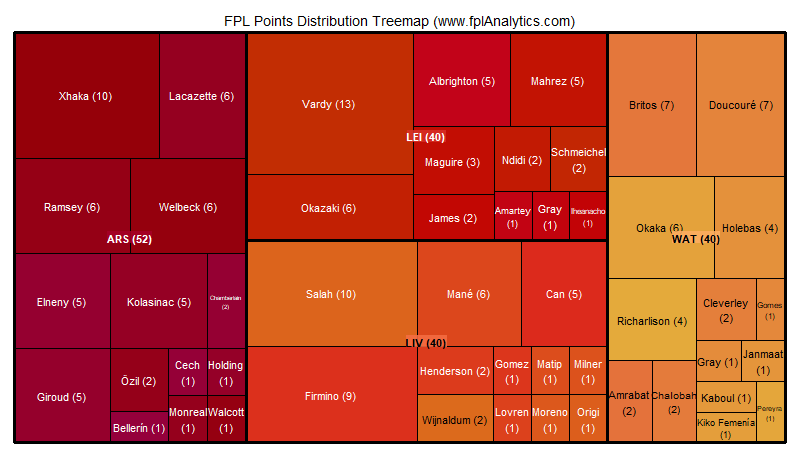 FPL Points Distribution Treemap (www.fplAnalytics.com)
Xhaka (10)
Lacazette (6)
Ramsey (6)
Welbeck (6)
ARS (52)
Elneny (5)
Kolasinac (5)
Chamberlain
(2)
Giroud (5)
Özil (2)
Bellerín (1)
Cech
(1)
Holding
(1)
Monreal
(1)
Walcott
(1)
Vardy (13)
Okazaki (6)
LEI (40)
Albrighton (5)
Mahrez (5)
Maguire (3)
James (2)
Ndidi (2)
Schmeichel
(2)
Amartey
(1)
Gray
(1)
Iheanacho
(1)
Salah (10)
Mané (6)
Can (5)
LIV (40)
Firmino (9)
Henderson (2)
Wijnaldum (2)
Gomez
(1)
Matip
(1)
Milner
(1)
Lovren
(1)
Moreno
(1)
Origi
(1)
Britos (7)
Doucouré (7)
Okaka (6)
Holebas (4)
WAT (40)
Richarlison (4)
Cleverley
(2)
Gomes
(1)
Gray (1)
Janmaat
(1)
Amrabat
(2)
Chalobah
(2)
Kaboul (1)
Kiko Femenía
(1)
Pereyra
(1)